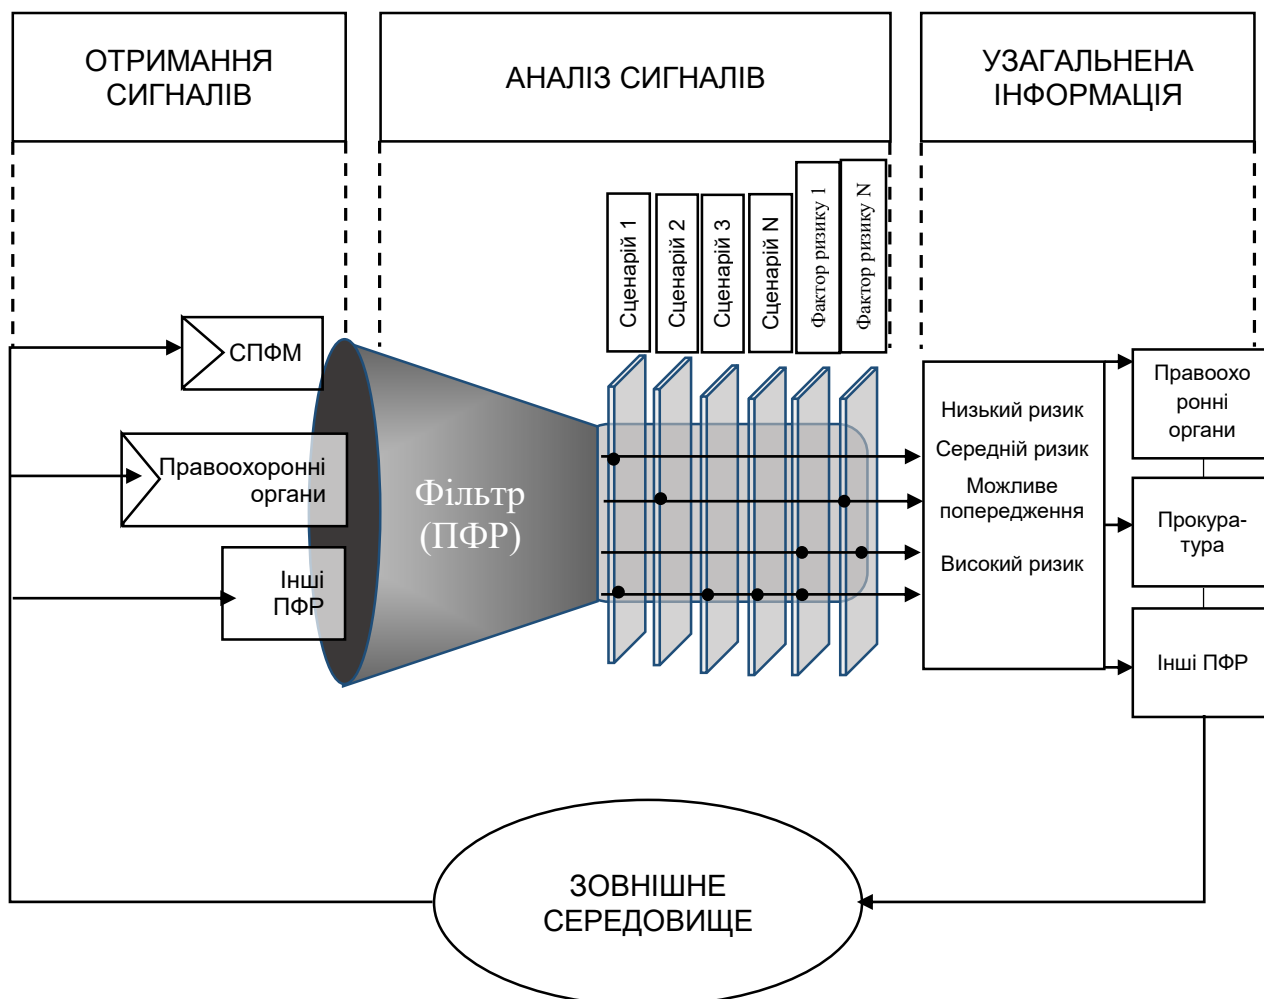 ОТРИМАННЯ
СИГНАЛІВ
АНАЛІЗ СИГНАЛІВ
УЗАГАЛЬНЕНА
ІНФОРМАЦІЯ
Сценарій 1
Сценарій 2
Сценарій 3
Сценарій N
Фактор ризику 1
Фактор ризику N
СПФМ
Правоохоронні
органи
Інші
ПФР
Фільтр
(ПФР)
Низький ризик
Середній ризик
Можливе
попередження
Високий ризик
Правоохо
ронні
органи
Прокура-
тура
Інші ПФР
ЗОВНІШНЕ
СЕРЕДОВИЩЕ